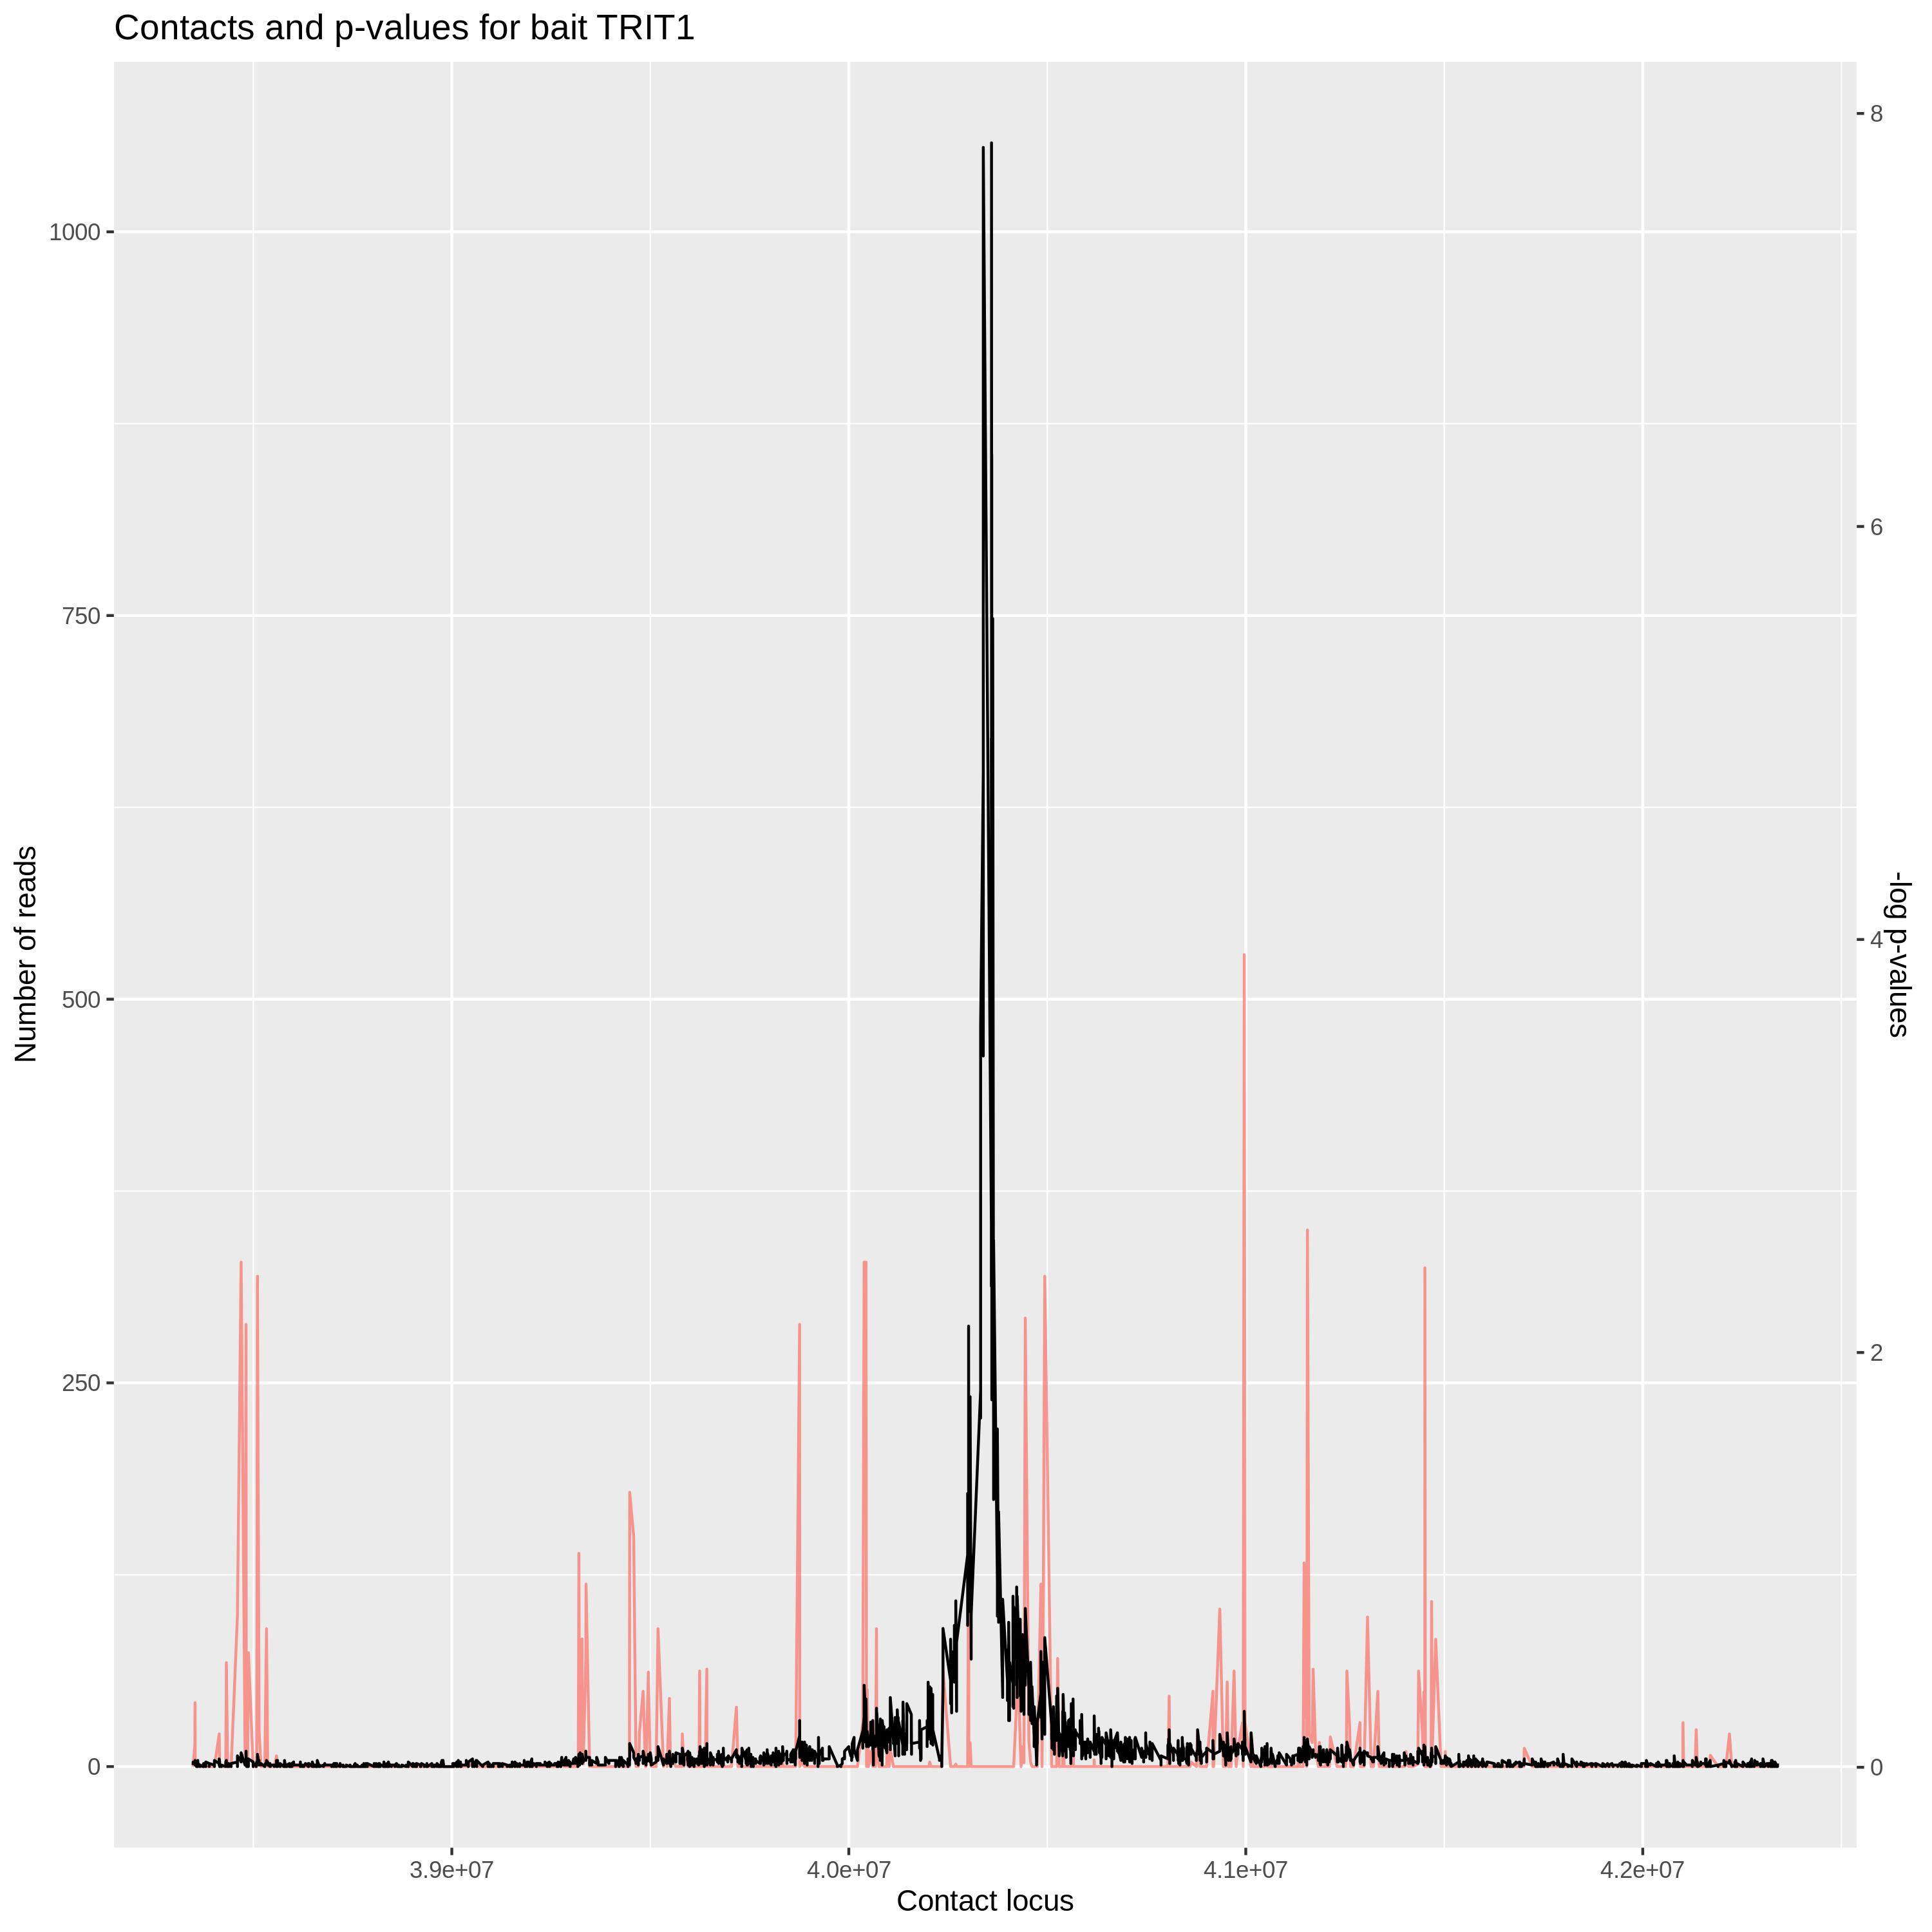 Contacts and p-values for bait TRIT1
1000
750
500
250
0
Number of reads
8
6
4
2
0
-log p-values
3.9e+07
4.0e+07
4.1e+07
4.2e+07
Contact locus